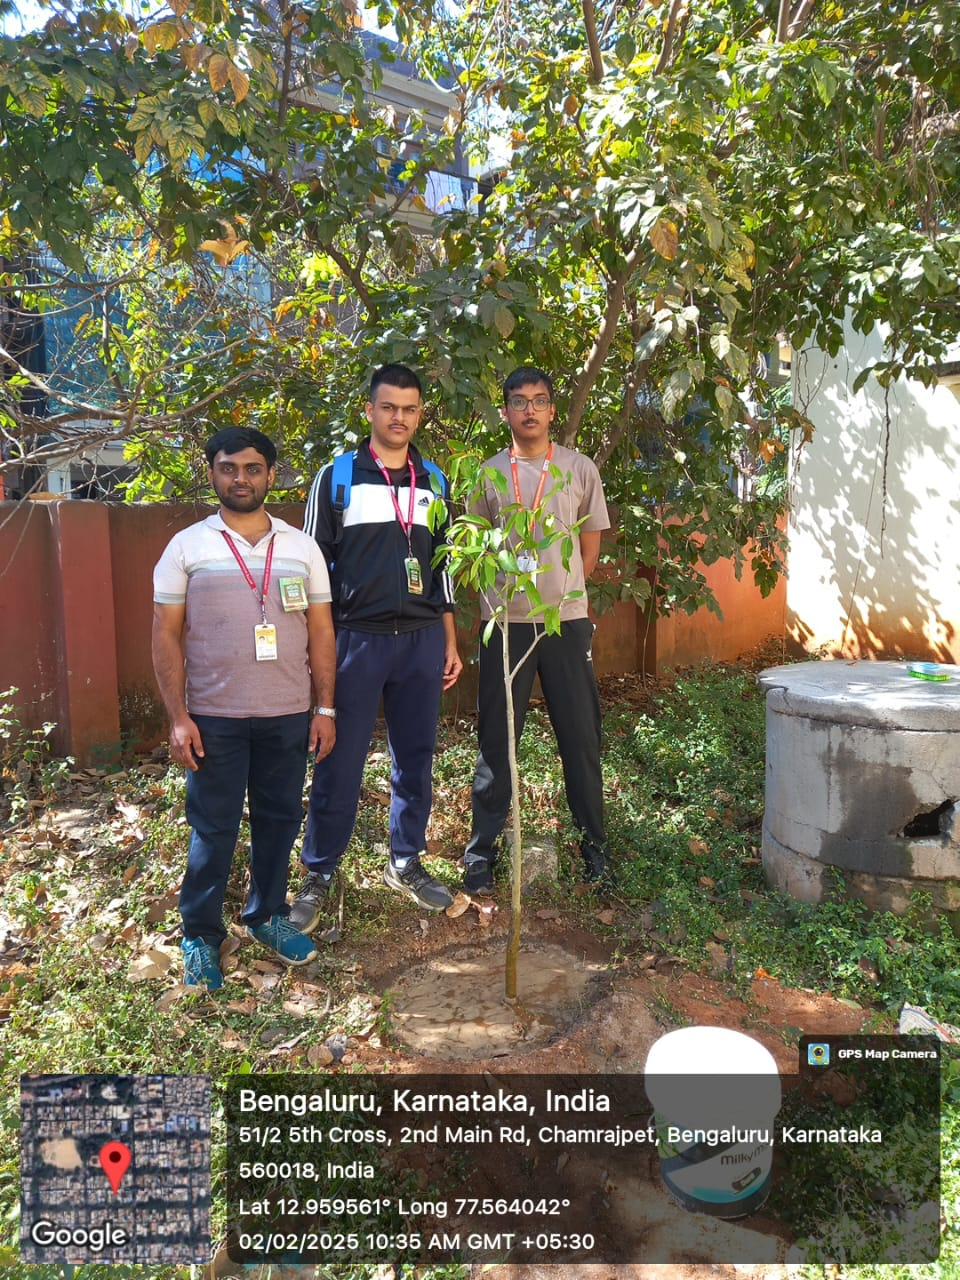 adidas
GPS Map Camera
Bengaluru, Karnataka, India
51/2 5th Cross, 2nd Main Rd, Chamrajpet, Bengaluru, Karnataka
560018, India
Lat 12.959561° Long 77.564042°
02/02/2025 10:35 AM GMT +05:30
Google